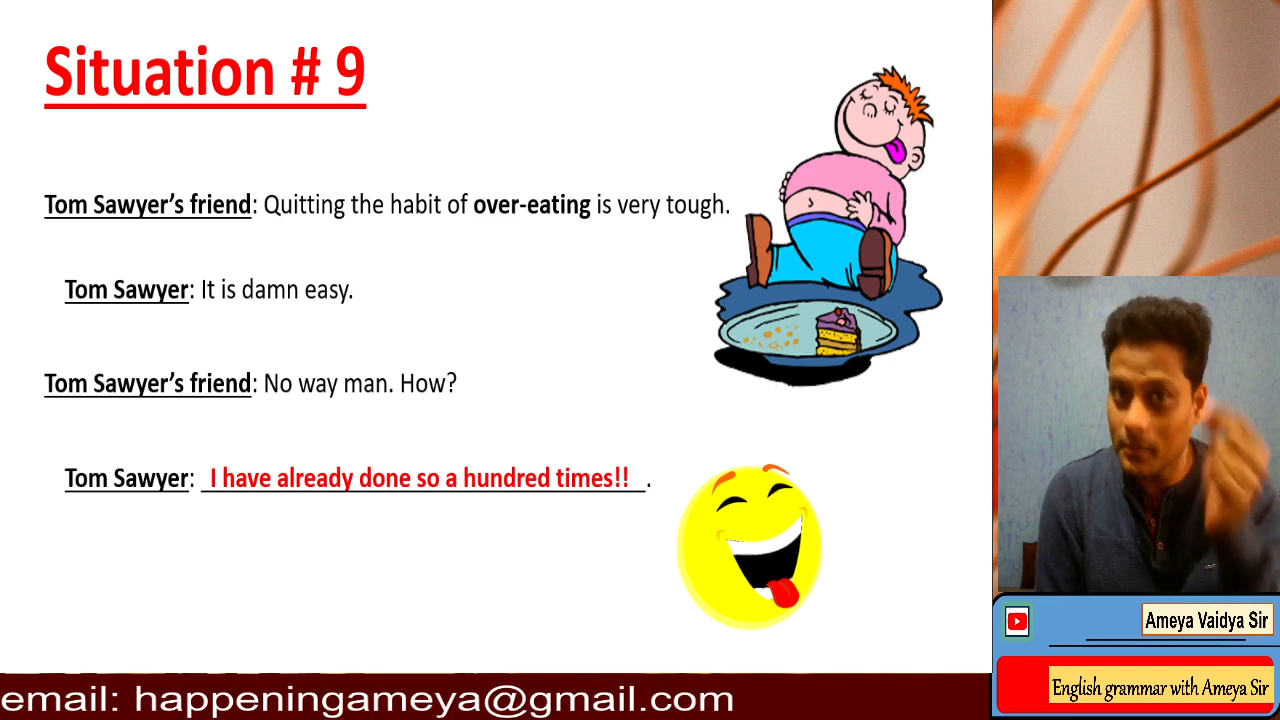 Situation # 9
Tom Sawyer’s friend: Quitting the habit of over-eating is very tough.
Tom Sawyer: It is damn easy.
Tom Sawyer’s friend: No way man. How?
Tom Sawyer: I have already done so a hundred times!! .
Ameya Vaidya Sir
English grammar with Ameya Sir
email: happeningameya@gmail.com